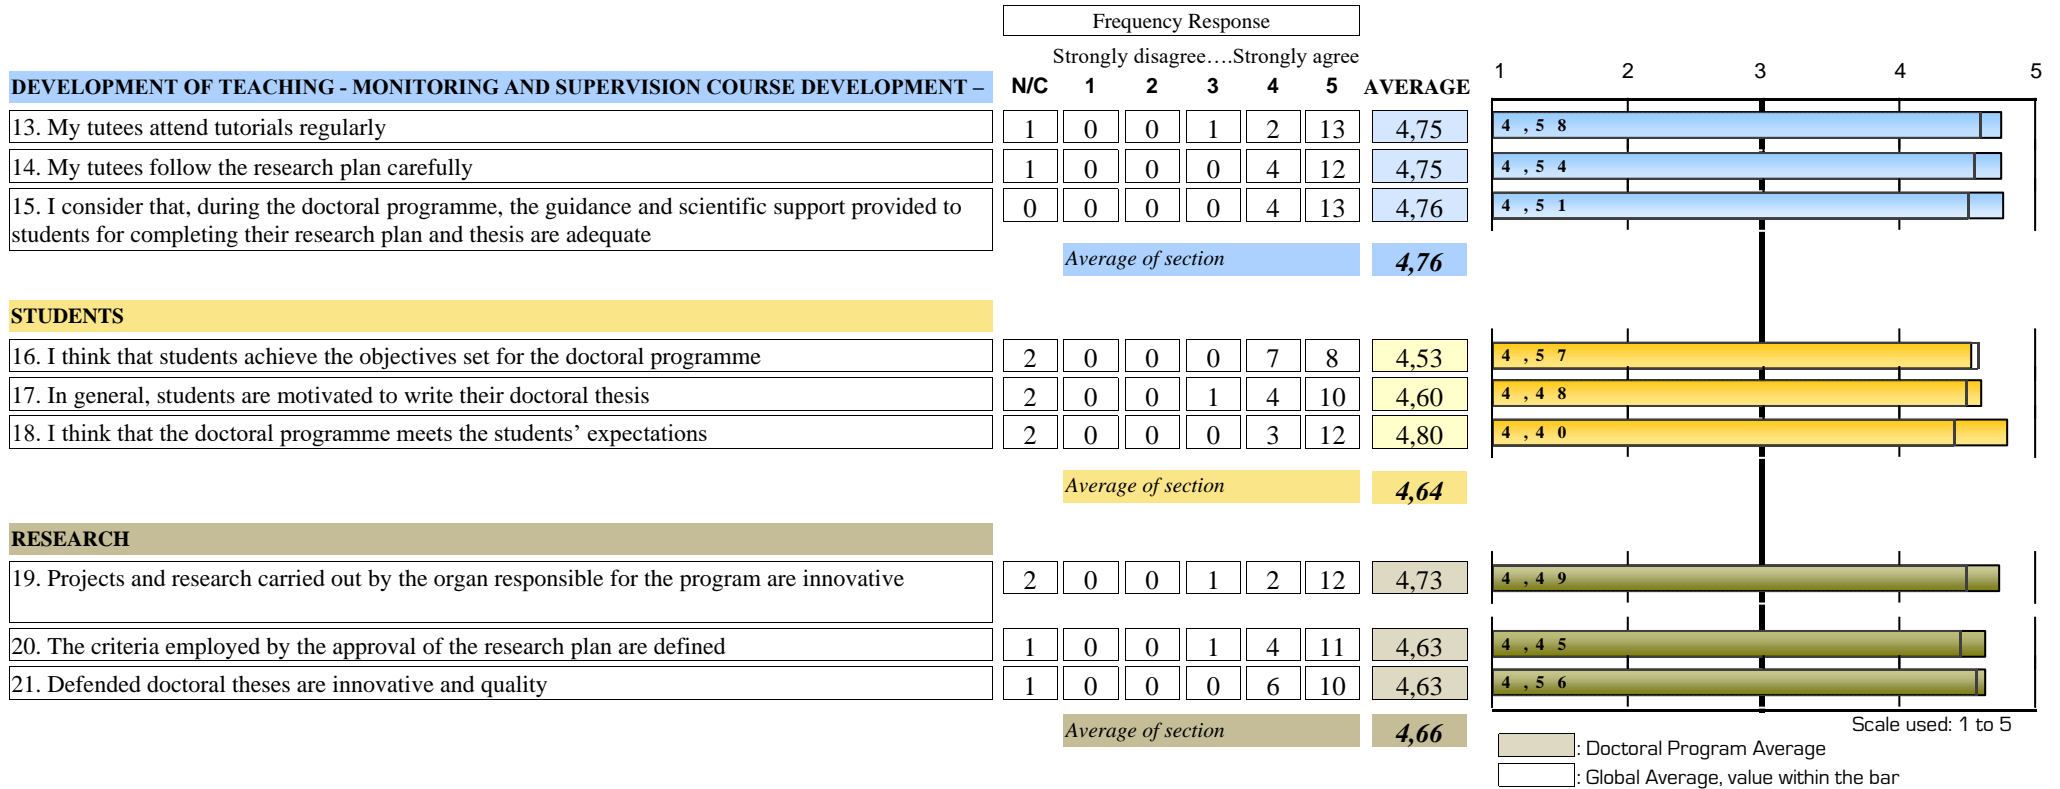 Frequency Response
Strongly disagree….Strongly agree
DEVELOPMENT OF TEACHING - MONITORING AND SUPERVISION COURSE DEVELOPMENT – N/C 1 2 3 4 5 AVERAGE 1 2 3 4 5
13. My tutees attend tutorials regularly 1 0 0 1 2 13 4,75 4,58
14. My tutees follow the research plan carefully 1 0 0 0 4 12 4,75 4,54
15. I consider that, during the doctoral programme, the guidance and scientific support provided to 0 0 0 0 4 13 4,76 4,51
students for completing their research plan and thesis are adequate
Average of section 4,76
STUDENTS
16. I think that students achieve the objectives set for the doctoral programme 2 0 0 0 7 8 4,53 4,57
17. In general, students are motivated to write their doctoral thesis 2 0 0 1 4 10 4,60 4,48
18. I think that the doctoral programme meets the students’ expectations 2 0 0 0 3 12 4,80 4,40
Average of section 4,64
RESEARCH
19. Projects and research carried out by the organ responsible for the program are innovative 2 0 0 1 2 12 4,73 4,49
20. The criteria employed by the approval of the research plan are defined 1 0 0 1 4 11 4,63 4,45
21. Defended doctoral theses are innovative and quality 1 0 0 0 6 10 4,63 4,56
Average of section 4,66
Scale used: 1 to 5
: Doctoral Program Average
: Global Average, value within the bar